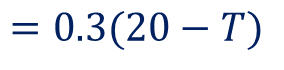 = 0.3(20 − T)